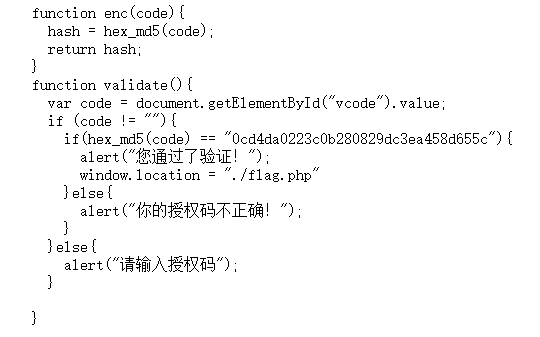 function enc(code){
hash = hex_md5(code);
return hash;
}
function validate(){
var code = document.getElementById("vcode").value;
if (code != ""){
if(hex_md5(code) == "0cd4da0223c0b280829dc3ea458d655c"){
alert("您通过了验证！");
window.location = "./flag.php"
}else{
alert("你的授权码不正确！");
}
}else{
alert("请输入授权码");
}
}